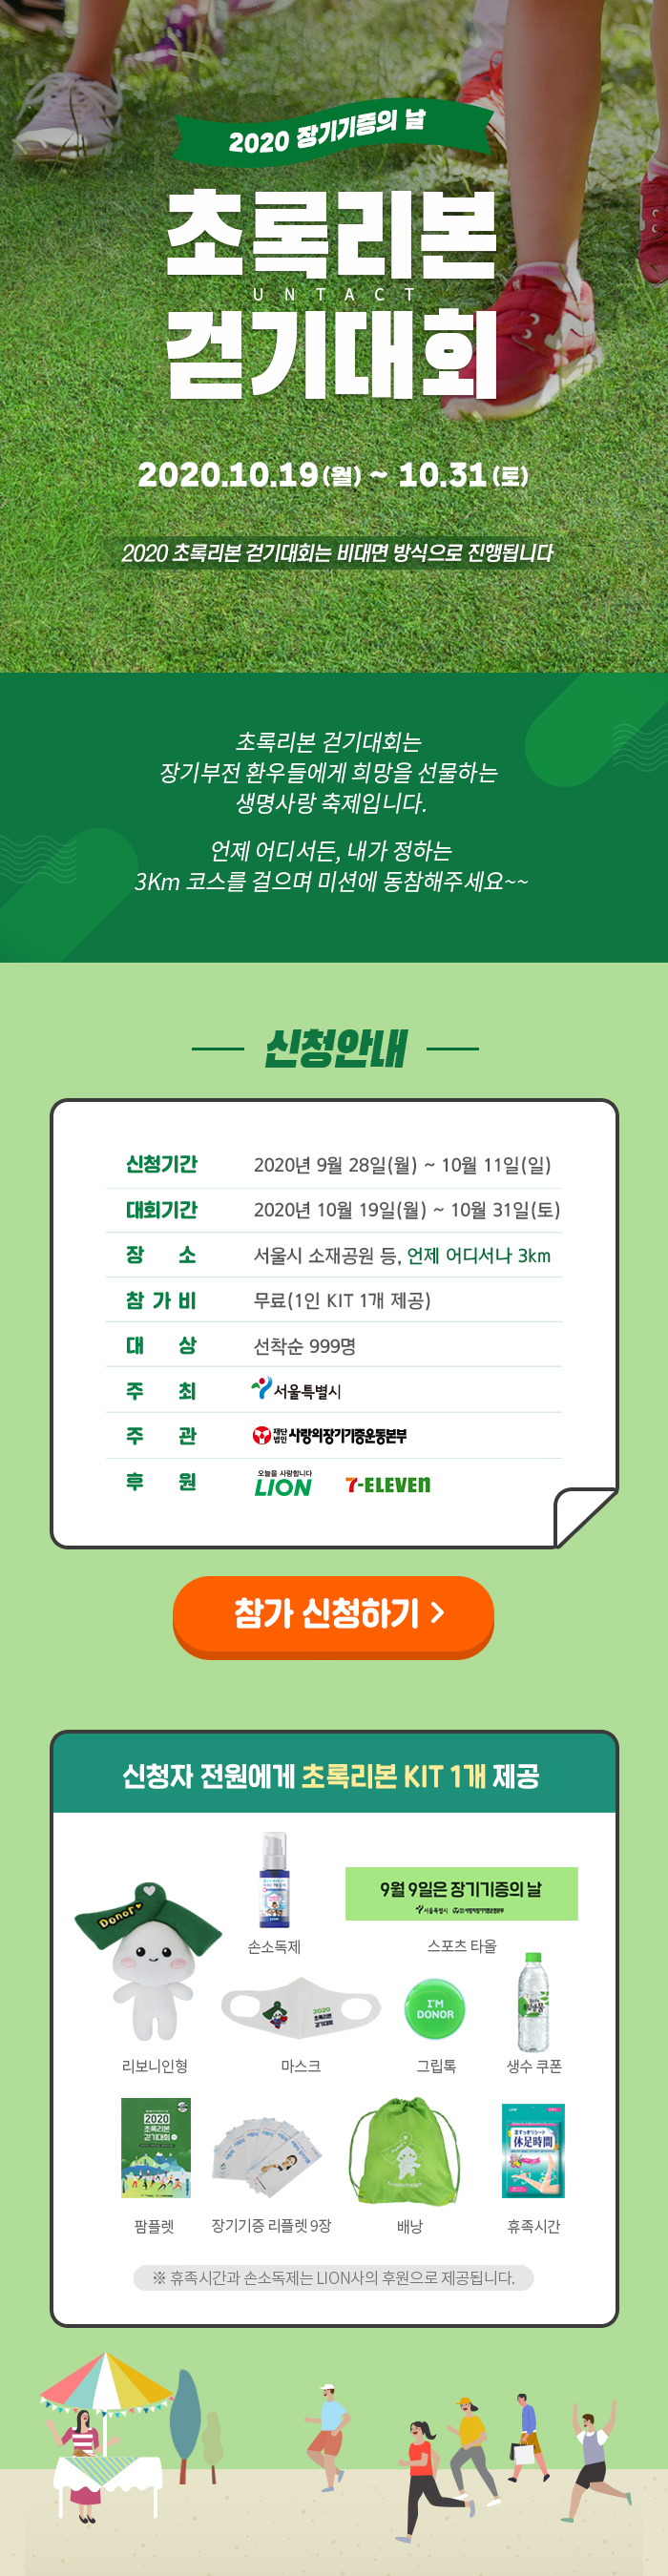 2020 장기기증의 날
초록리본
UNTACT
걷기대회
2020.10.19(월) ~ 10.31(토)
2020 초록리본 걷기대회는 비대면 방식으로 진행됩니다
초록리본 걷기대회는
장기부전 환우들에게 희망을 선물하는
생명사랑 축제입니다.
언제 어디서든, 내가 정하는
3Km 코스를 걸으며 미션에 동참해주세요~~
신청안내
신청기간 2020년 9월 28일(월) ~ 10월 11일(일)
대회기간 2020년 10월 19일(월) ~ 10월 31일(토)
장 소 서울시 소재공원 등, 언제 어디서나 3km
참 가 비 무료(1인 KIT 1개 제공)
대 상 선착순 999명
주 최 서울특별시
주 관 재단법인 사랑의장기기증운동본부
후 원 오늘을 사랑합니다 LION 7-ELEVEn
참가 신청하기 >
신청자 전원에게 초록리본 KIT 1개 제공
Donor
9월 9일은 장기기증의 날
서울특별시 사랑의장기기증운동본부
손소독제 스포츠 타올
2020
초록리본
걷기대회
I'M
DONOR
리보니인형 마스크 그립톡 생수 쿠폰
2020
초록리본
걷기대회
休足時間
팜플렛 장기기증 리플렛 9장 배낭 휴족시간
※ 휴족시간과 손소독제는 LION사의 후원으로 제공됩니다.